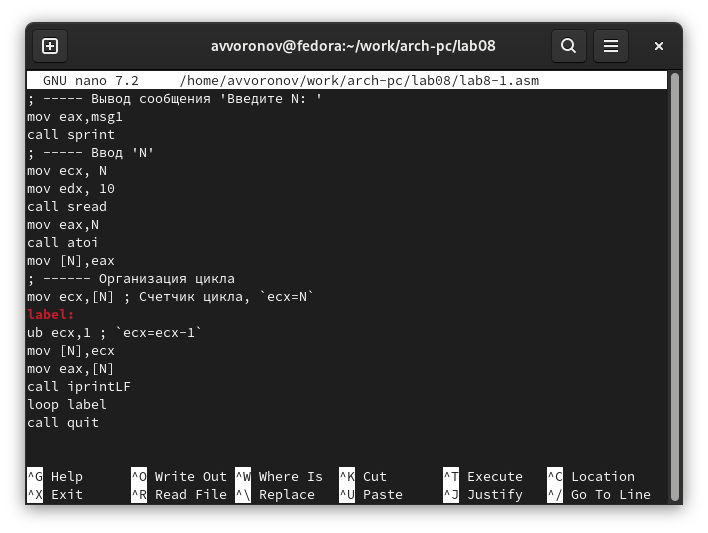 avvoronov@fedora:~/work/arch-pc/lab08
GNU nano 7.2 /home/avvoronov/work/arch-pc/lab08/lab8-1.asm
; ----- Вывод сообщения 'Введите N: '
mov eax,msg1
call sprint
; ----- Ввод 'N'
mov ecx, N
mov edx, 10
call sread
mov eax,N
call atoi
mov [N],eax
; ------ Организация цикла
mov ecx,[N] ; Счетчик цикла, `ecx=N`
label:
ub ecx,1 ; `ecx=ecx-1`
mov [N],ecx
mov eax,[N]
call iprintLF
loop label
call quit
^G Help ^O Write Out ^W Where Is ^K Cut ^T Execute ^C Location
^X Exit ^R Read File ^\ Replace ^U Paste ^J Justify ^/ Go To Line